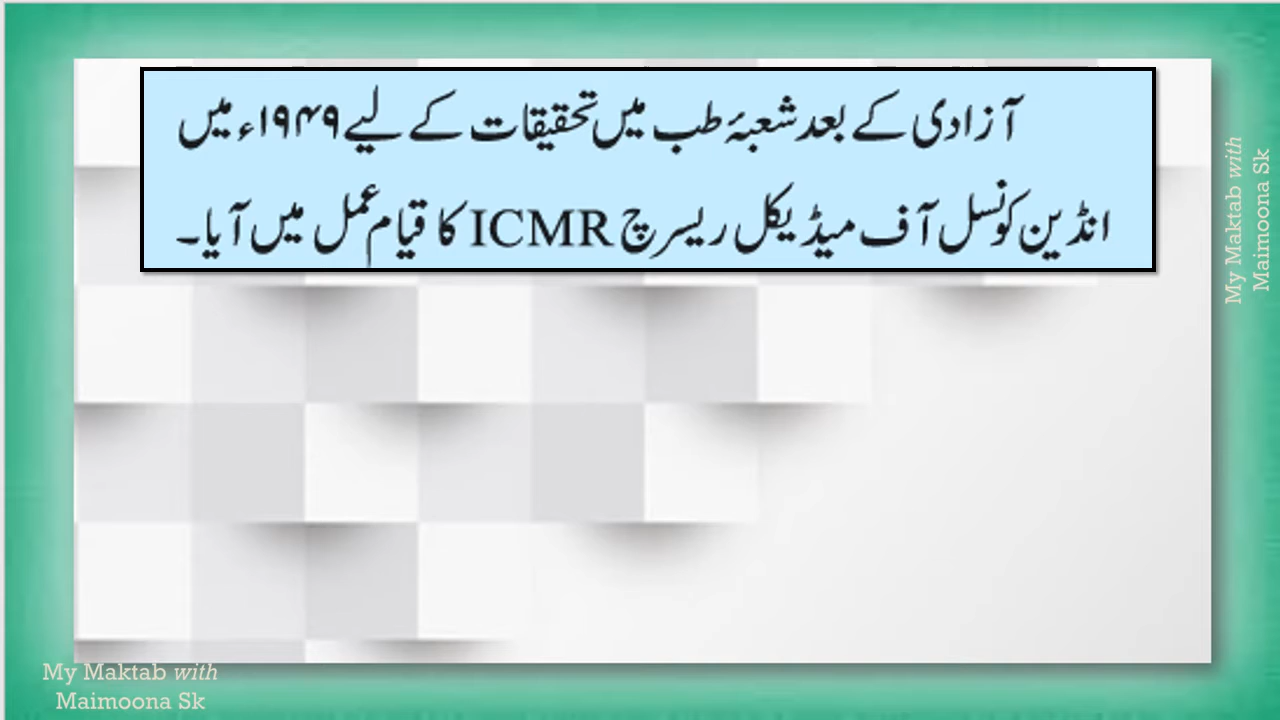 آزادی کے بعد شعبۂ طب میں تحقیقات کے لیے ۱۹۴۹ء میں
انڈین کونسل آف میڈیکل ریسرچ ICMR کا قیام عمل میں آیا۔
My Maktab with
Maimoona Sk
My Maktab with
Maimoona Sk